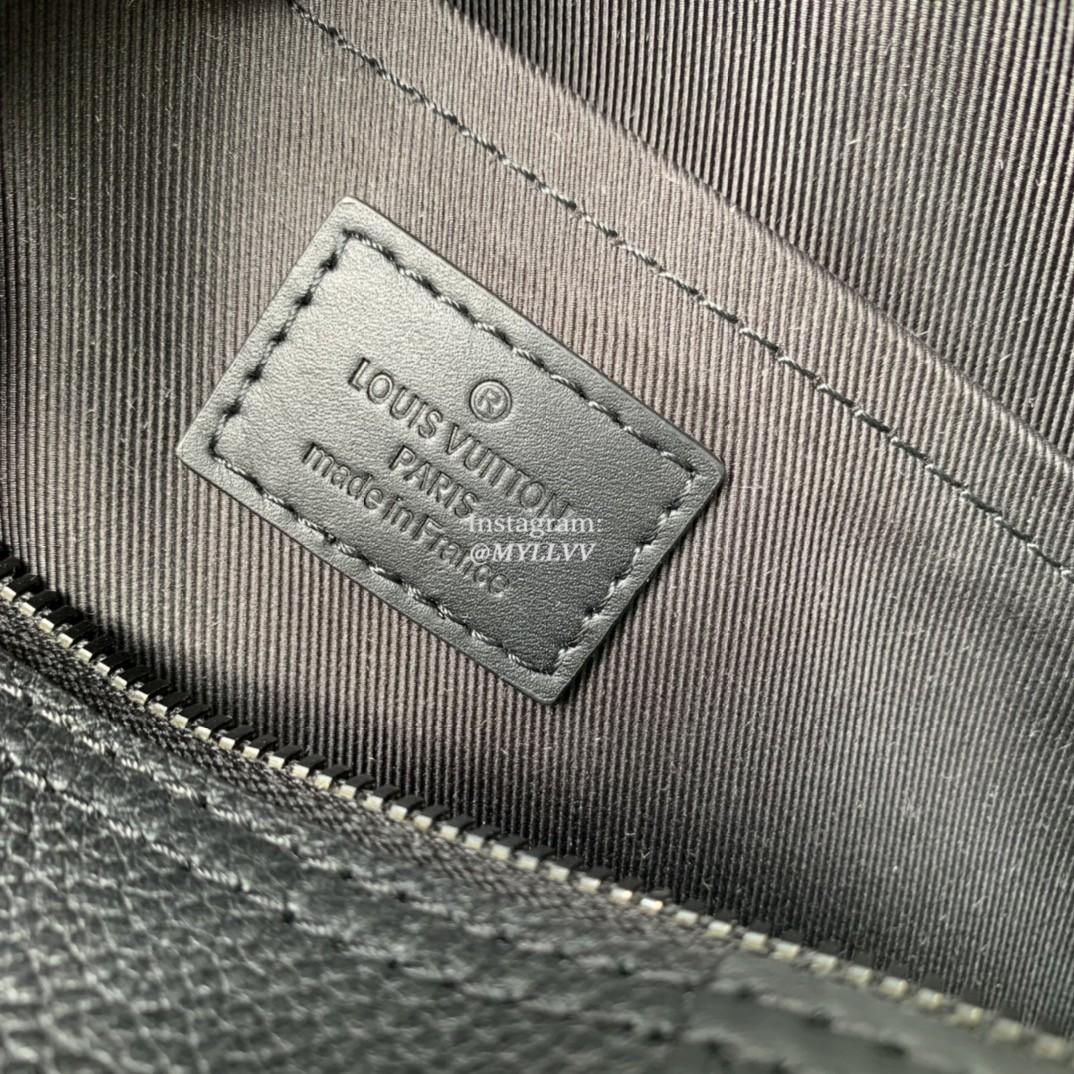 ®
LOUIS VUITTON
PARIS
made in France
Instagram:
@MYLLVV